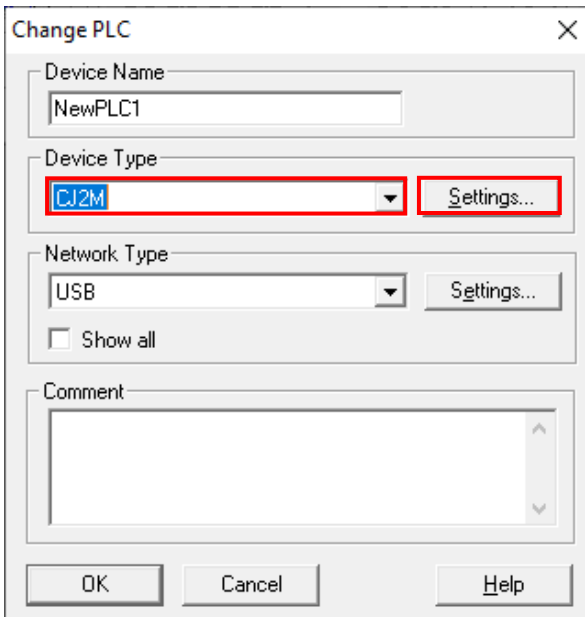 Change PLC
Device Name
NewPLC1
Device Type
CJ2M
Settings...
Network Type
USB
Settings...
Show all
Comment
OK
Cancel
Help